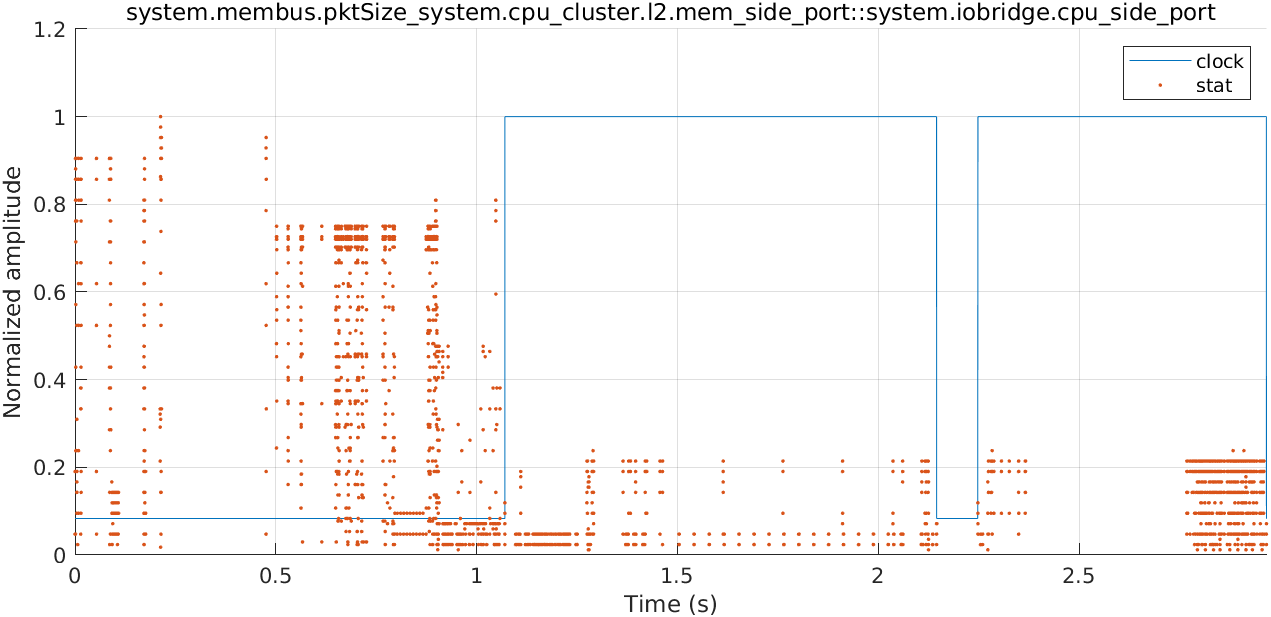 system.membus.pktSize_system.cpu_cluster.l2.mem_side_port::system.iobridge.cpu_side_port
1.2
clock
stat
1
0.8
0.6
0.4
0.2
0
Normalized amplitude
0
0.5
1
1.5
2
2.5
Time (s)